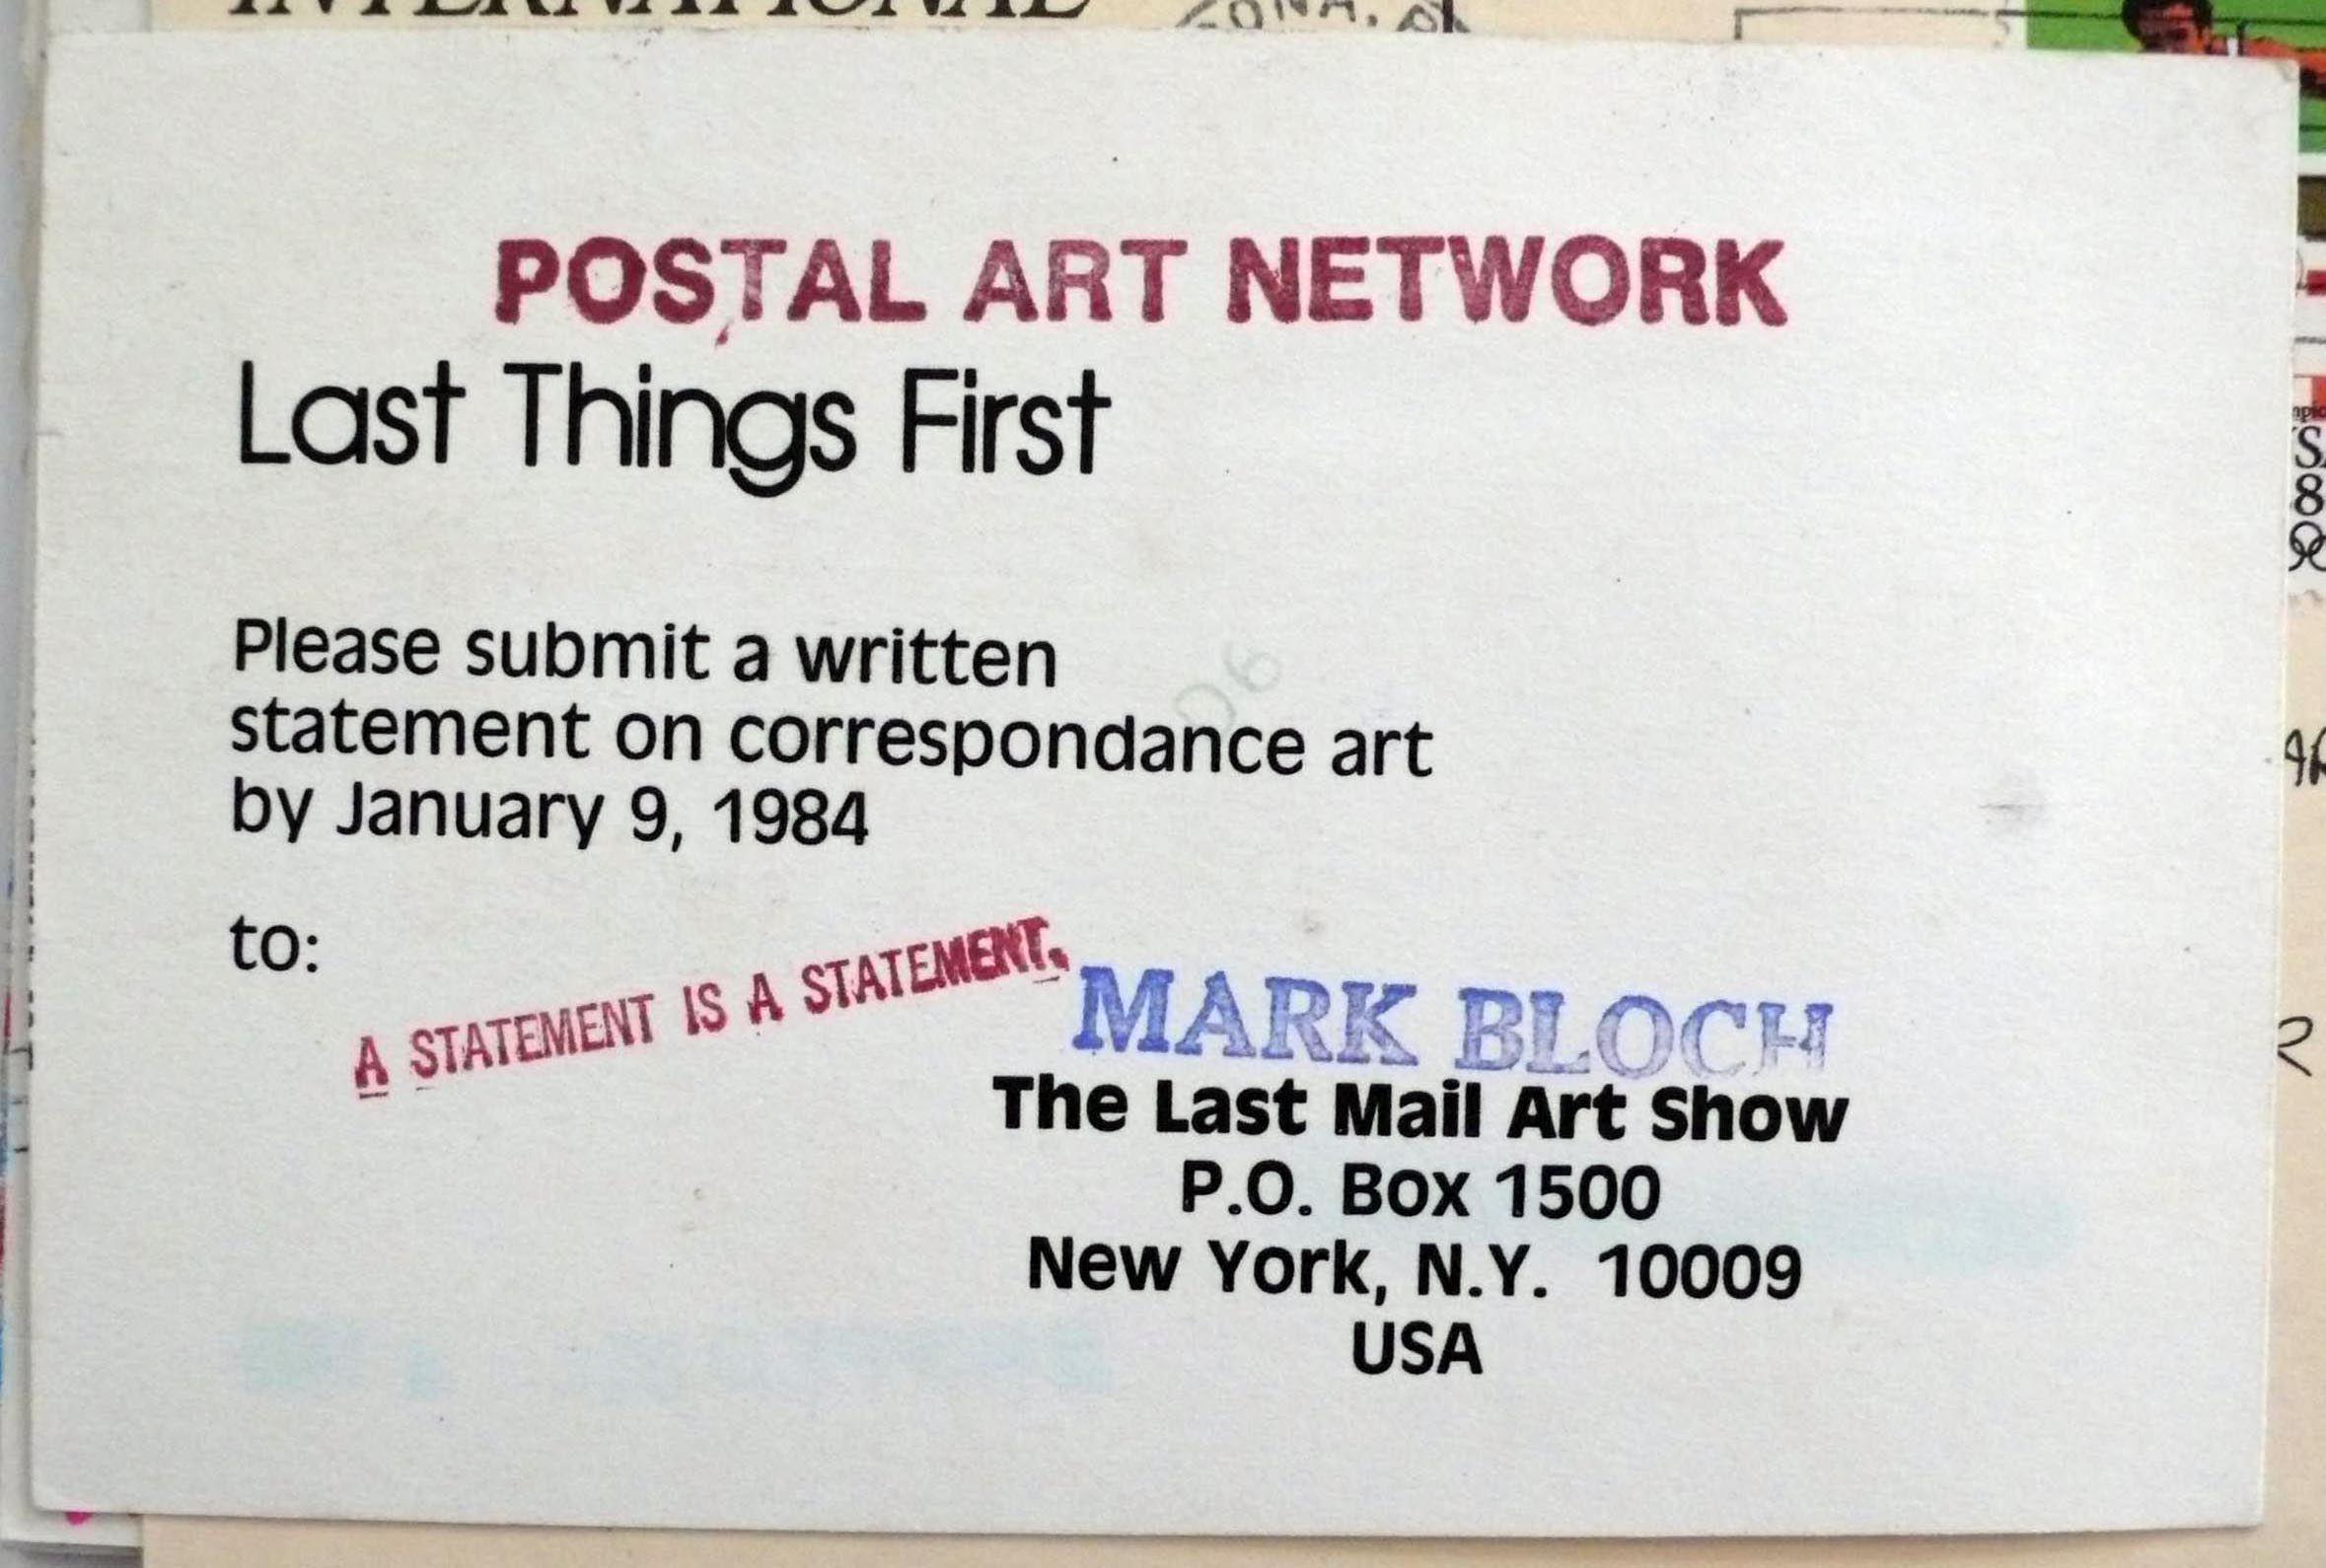 INTERNATIONAL
POSTAL ART NETWORK
Last Things First
Please submit a written
statement on correspondance art
by January 9, 1984
to:
A STATEMENT IS A STATEMENT.
MARK BLOCH
The Last Mail Art Show
P.O. Box 1500
New York, N.Y. 10009
USA